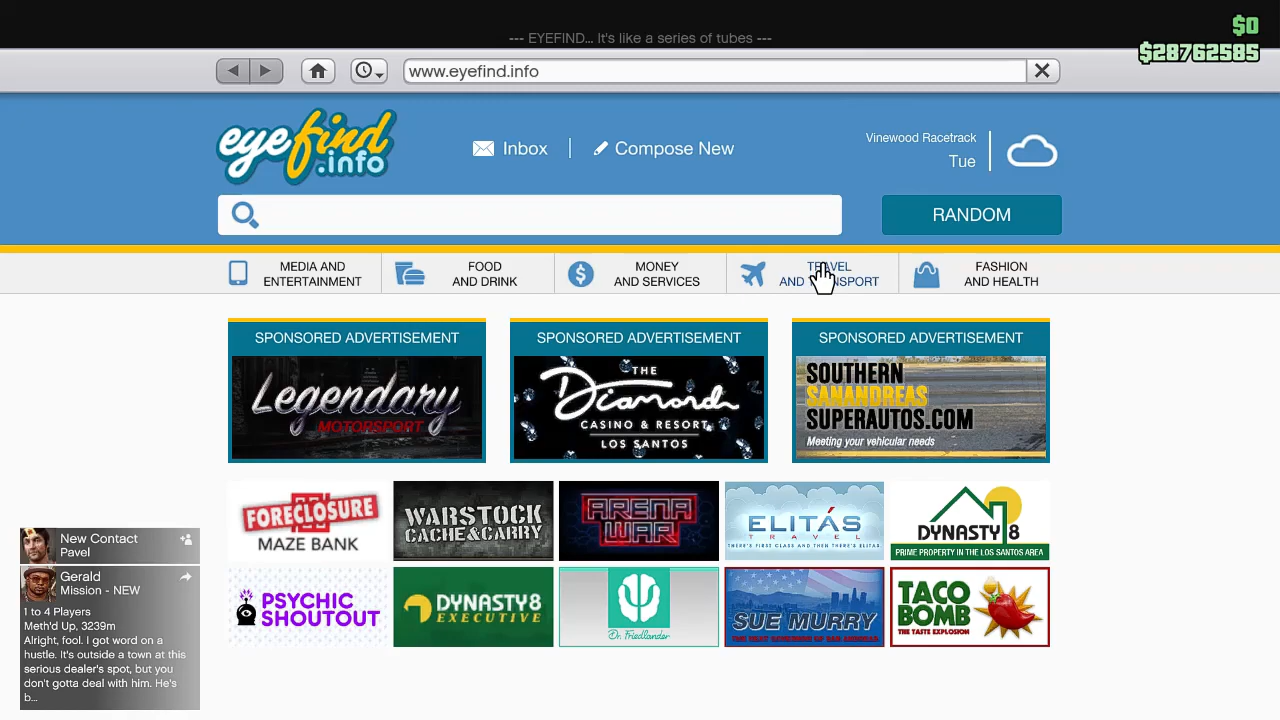 $0
--- EYEFIND... It's like a series of tubes ---
$28762585
www.eyefind.info
eyefind
.info
Inbox
Compose New
Vinewood Racetrack
Tue
RANDOM
MEDIA AND
ENTERTAINMENT
FOOD
AND DRINK
MONEY
AND SERVICES
TRAVEL
AND TRANSPORT
FASHION
AND HEALTH
SPONSORED ADVERTISEMENT
Legendary
MOTORSPORT
SPONSORED ADVERTISEMENT
THE
Diamond
CASINO & RESORT
LOS SANTOS
SPONSORED ADVERTISEMENT
SOUTHERN
SANANDREAS
SUPERAUTOS.COM
Meeting your vehicular needs
FORECLOSURE
MAZE BANK
WARSTOCK
CACHE & CARRY
ARENA
WAR
ELITÁS
TRAVEL
THERE'S FIRST CLASS AND THEN THERE'S ELITÁS
DYNASTY 8
PRIME PROPERTY IN THE LOS SANTOS AREA
PSYCHIC
SHOUTOUT
DYNASTY 8
EXECUTIVE
Dr. Friedlander
SUE MURRY
TACO
BOMB
THE TASTE EXPLOSION
New Contact
Pavel
Gerald
Mission - NEW
1 to 4 Players
Meth'd Up, 3239m
Alright, fool. I got word on a
hustle. It's outside a town at this
serious dealer's spot, but you
don't gotta deal with him. He's
b...